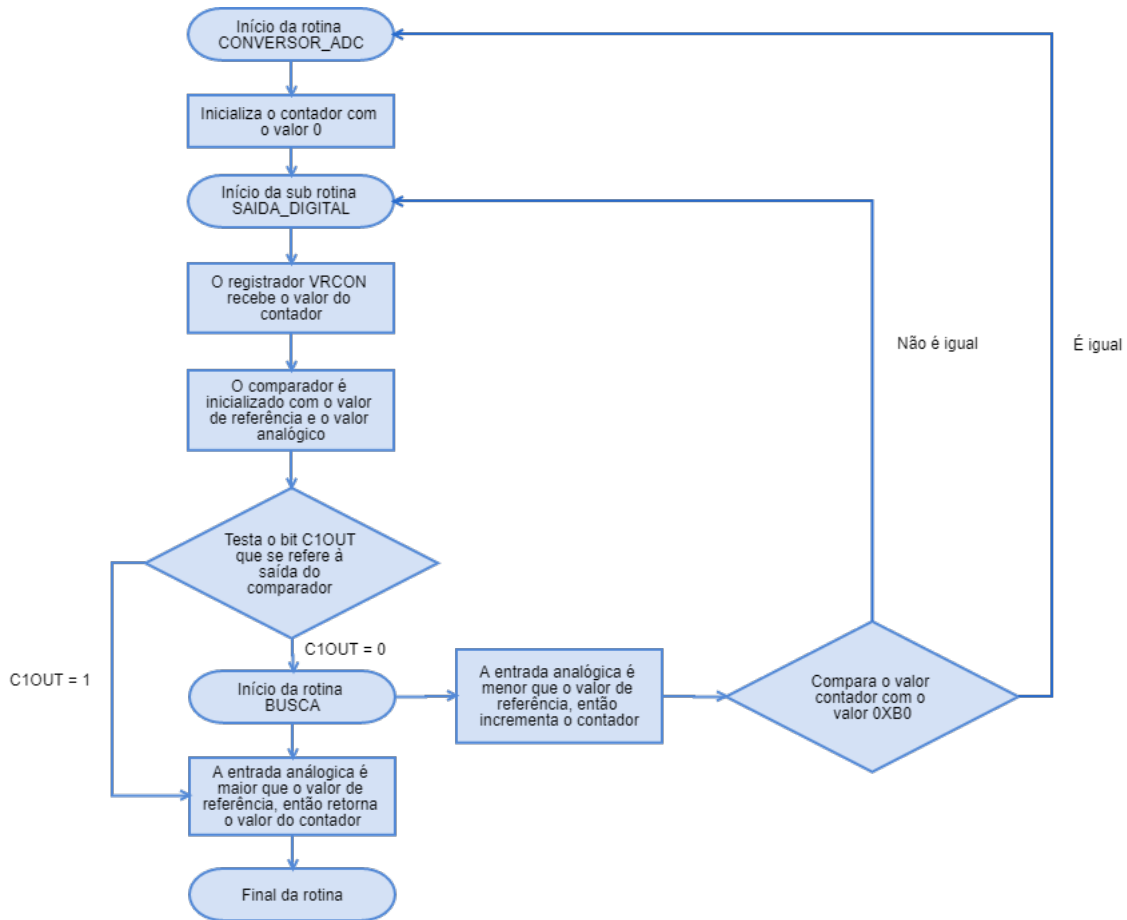 Início da rotina
CONVERSOR_ADC
Inicializa o contador com
o valor 0
Início da sub rotina
SAIDA_DIGITAL
O registrador VRCON
recebe o valor do
contador
Não é igual
É igual
O comparador é
inicializado com o valor
de referência e o valor
analógico
Testa o bit C1OUT
que se refere à
saída do
comparador
C1OUT = 0
C1OUT = 1
Início da rotina
BUSCA
A entrada analógica é
menor que o valor de
referência, então
incrementa o contador
Compara o valor
contador com o
valor 0XB0
A entrada análogica é
maior que o valor de
referência, então retorna
o valor do contador
Final da rotina